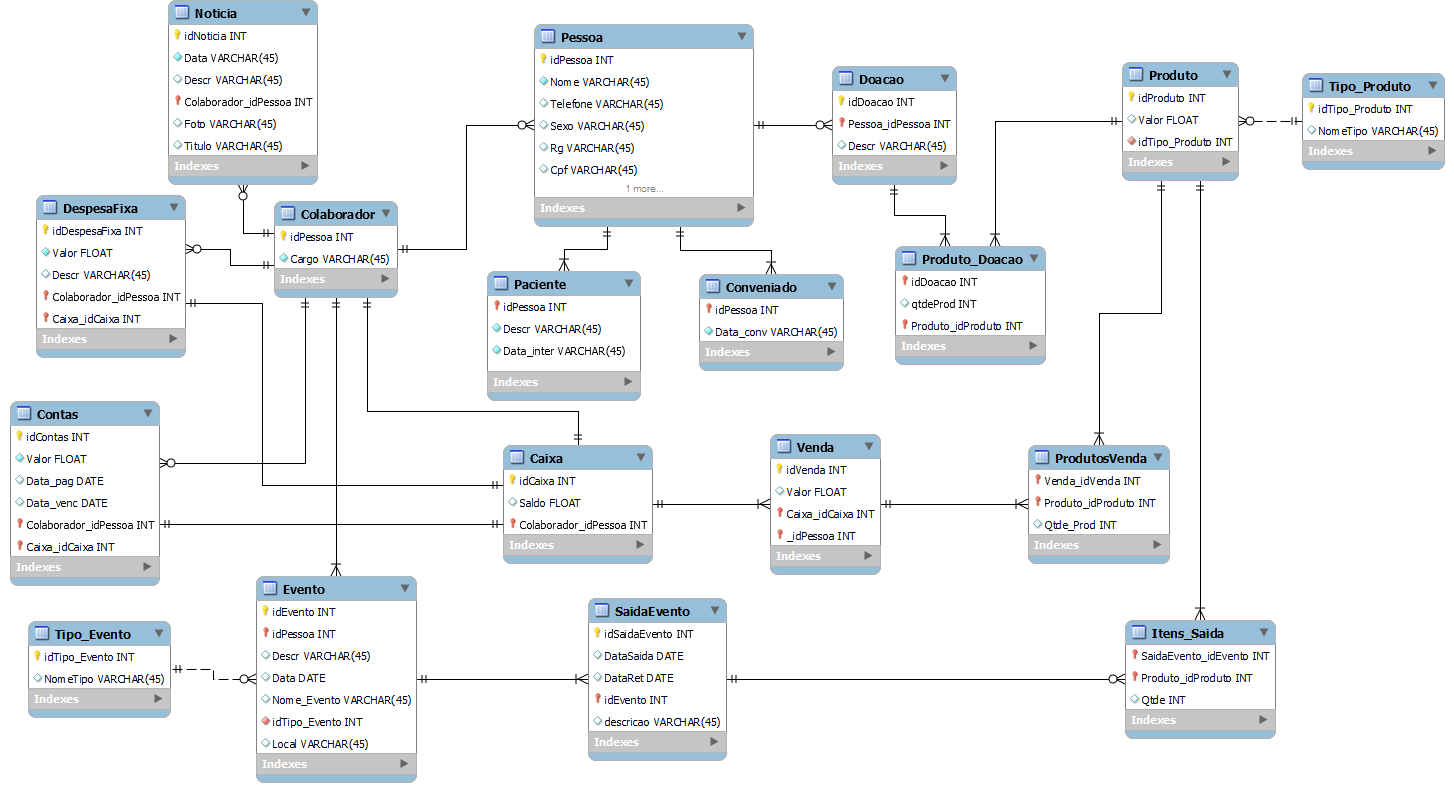 Noticia
idNoticia INT
Data VARCHAR(45)
Descr VARCHAR(45)
Colaborador_idPessoa INT
Foto VARCHAR(45)
Titulo VARCHAR(45)
Indexes
Pessoa
idPessoa INT
Nome VARCHAR(45)
Telefone VARCHAR(45)
Sexo VARCHAR(45)
Rg VARCHAR(45)
Cpf VARCHAR(45)
1 more...
Indexes
Doacao
idDoacao INT
Pessoa_idPessoa INT
Descr VARCHAR(45)
Indexes
Produto
idProduto INT
Valor FLOAT
idTipo_Produto INT
Indexes
Tipo_Produto
idTipo_Produto INT
NomeTipo VARCHAR(45)
Indexes
DespesaFixa
idDespesaFixa INT
Valor FLOAT
Descr VARCHAR(45)
Colaborador_idPessoa INT
Caixa_idCaixa INT
Indexes
Colaborador
idPessoa INT
Cargo VARCHAR(45)
Indexes
Paciente
idPessoa INT
Descr VARCHAR(45)
Data_inter VARCHAR(45)
Indexes
Conveniado
idPessoa INT
Data_conv VARCHAR(45)
Indexes
Produto_Doacao
idDoacao INT
qtdeProd INT
Produto_idProduto INT
Indexes
Contas
idContas INT
Valor FLOAT
Data_pag DATE
Data_venc DATE
Colaborador_idPessoa INT
Caixa_idCaixa INT
Indexes
Caixa
idCaixa INT
Saldo FLOAT
Colaborador_idPessoa INT
Indexes
Venda
idVenda INT
Valor FLOAT
Caixa_idCaixa INT
_idPessoa INT
Indexes
ProdutosVenda
Venda_idVenda INT
Produto_idProduto INT
Qtde_Prod INT
Indexes
Tipo_Evento
idTipo_Evento INT
NomeTipo VARCHAR(45)
Indexes
Evento
idEvento INT
idPessoa INT
Descr VARCHAR(45)
Data DATE
Nome_Evento VARCHAR(45)
idTipo_Evento INT
Local VARCHAR(45)
Indexes
SaidaEvento
idSaidaEvento INT
DataSaida DATE
DataRet DATE
idEvento INT
descricao VARCHAR(45)
Indexes
Itens_Saida
SaidaEvento_idEvento INT
Produto_idProduto INT
Qtde INT
Indexes